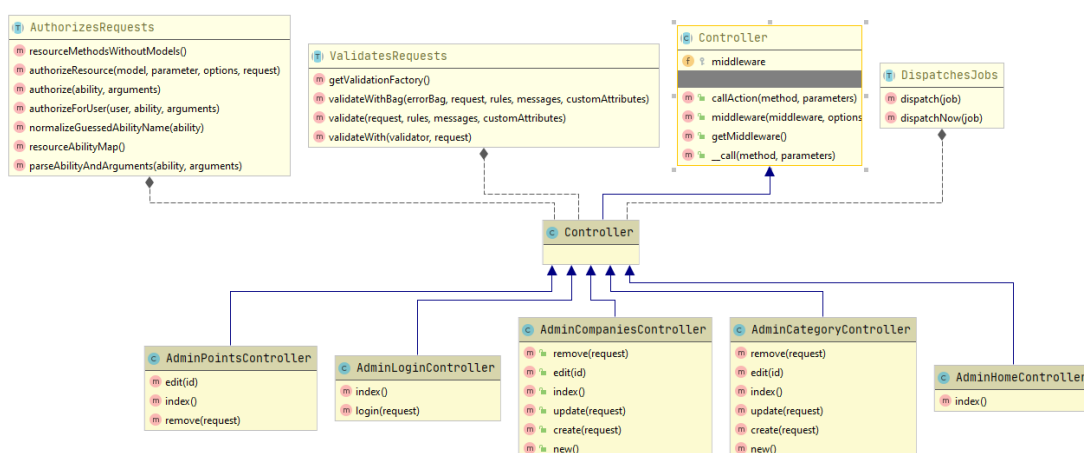 AuthorizesRequests
resourceMethodsWithoutModels()
authorizeResource(model, parameter, options, request)
authorize(ability, arguments)
authorizeForUser(user, ability, arguments)
normalizeGuessedAbilityName(ability)
resourceAbilityMap()
parseAbilityAndArguments(ability, arguments)
ValidatesRequests
getValidationFactory()
validateWithBag(errorBag, request, rules, messages, customAttributes)
validate(request, rules, messages, customAttributes)
validateWith(validator, request)
Controller
middleware
callAction(method, parameters)
middleware(middleware, options
getMiddleware()
__call(method, parameters)
DispatchesJobs
dispatch(job)
dispatchNow(job)
Controller
AdminPointsController
edit(id)
index()
remove(request)
AdminLoginController
index()
login(request)
AdminCompaniesController
remove(request)
edit(id)
index()
update(request)
create(request)
new()
AdminCategoryController
remove(request)
edit(id)
index()
update(request)
create(request)
new()
AdminHomeController
index()